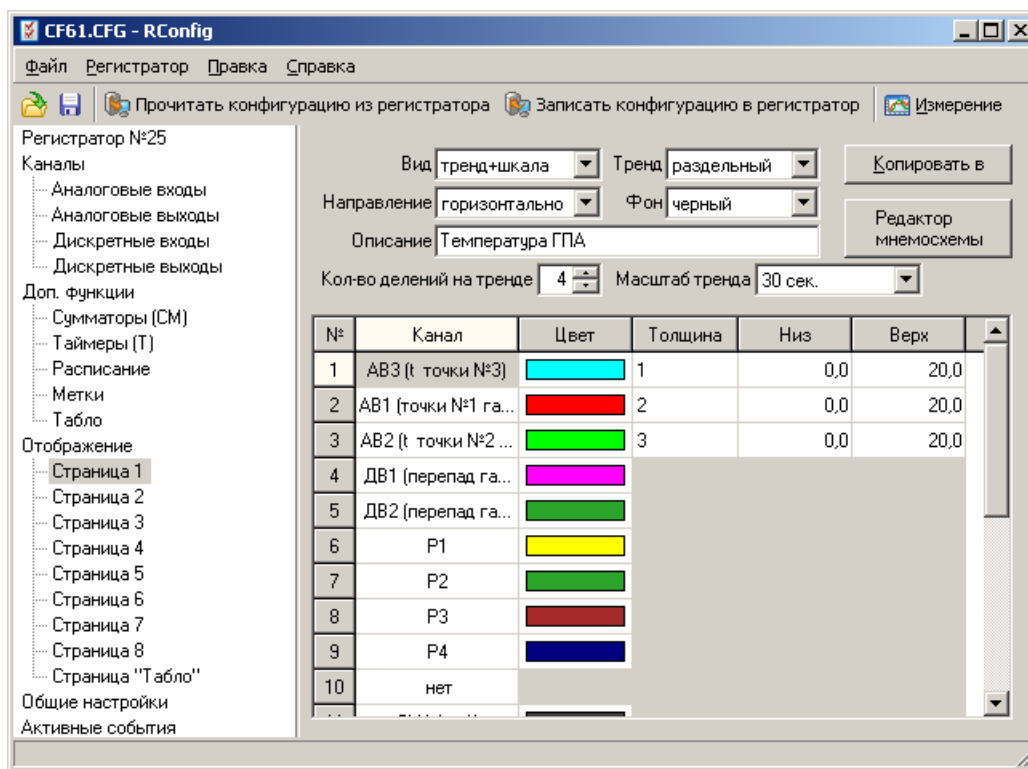 CF61.CFG - RConfig
Файл Регистратор Правка Справка
Прочитать конфигурацию из регистратора Записать конфигурацию в регистратор Измерение
Регистратор №25
Каналы
Аналоговые входы
Аналоговые выходы
Дискретные входы
Дискретные выходы
Доп. функции
Сумматоры (СМ)
Таймеры (Т)
Расписание
Метки
Табло
Отображение
Страница 1
Страница 2
Страница 3
Страница 4
Страница 5
Страница 6
Страница 7
Страница 8
Страница "Табло"
Общие настройки
Активные события
Вид тренд+шкала Тренд раздельный Копировать в
Направление горизонтально Фон черный Редактор мнемосхемы
Описание Температура ГПА
Кол-во делений на тренде 4 Масштаб тренда 30 сек.
№ Канал Цвет Толщина Низ Верх
1 АВ3 (t точки №3) 1 0,0 20,0
2 АВ1 (точки №1 га... 2 0,0 20,0
3 АВ2 (t точки №2 ... 3 0,0 20,0
4 ДВ1 (перепад га...
5 ДВ2 (перепад га...
6 Р1
7 Р2
8 Р3
9 Р4
10 нет